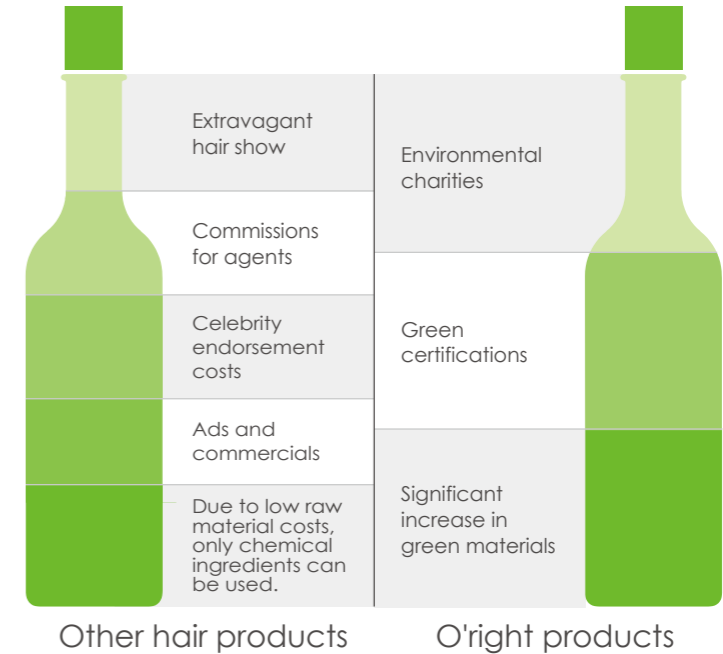 Extravagant
hair show
Commissions
for agents
Celebrity
endorsement
costs
Ads and
commercials
Due to low raw
material costs,
only chemical
ingredients can
be used.
Other hair products
Environmental
charities
Green
certifications
Significant
increase in
green materials
O'right products